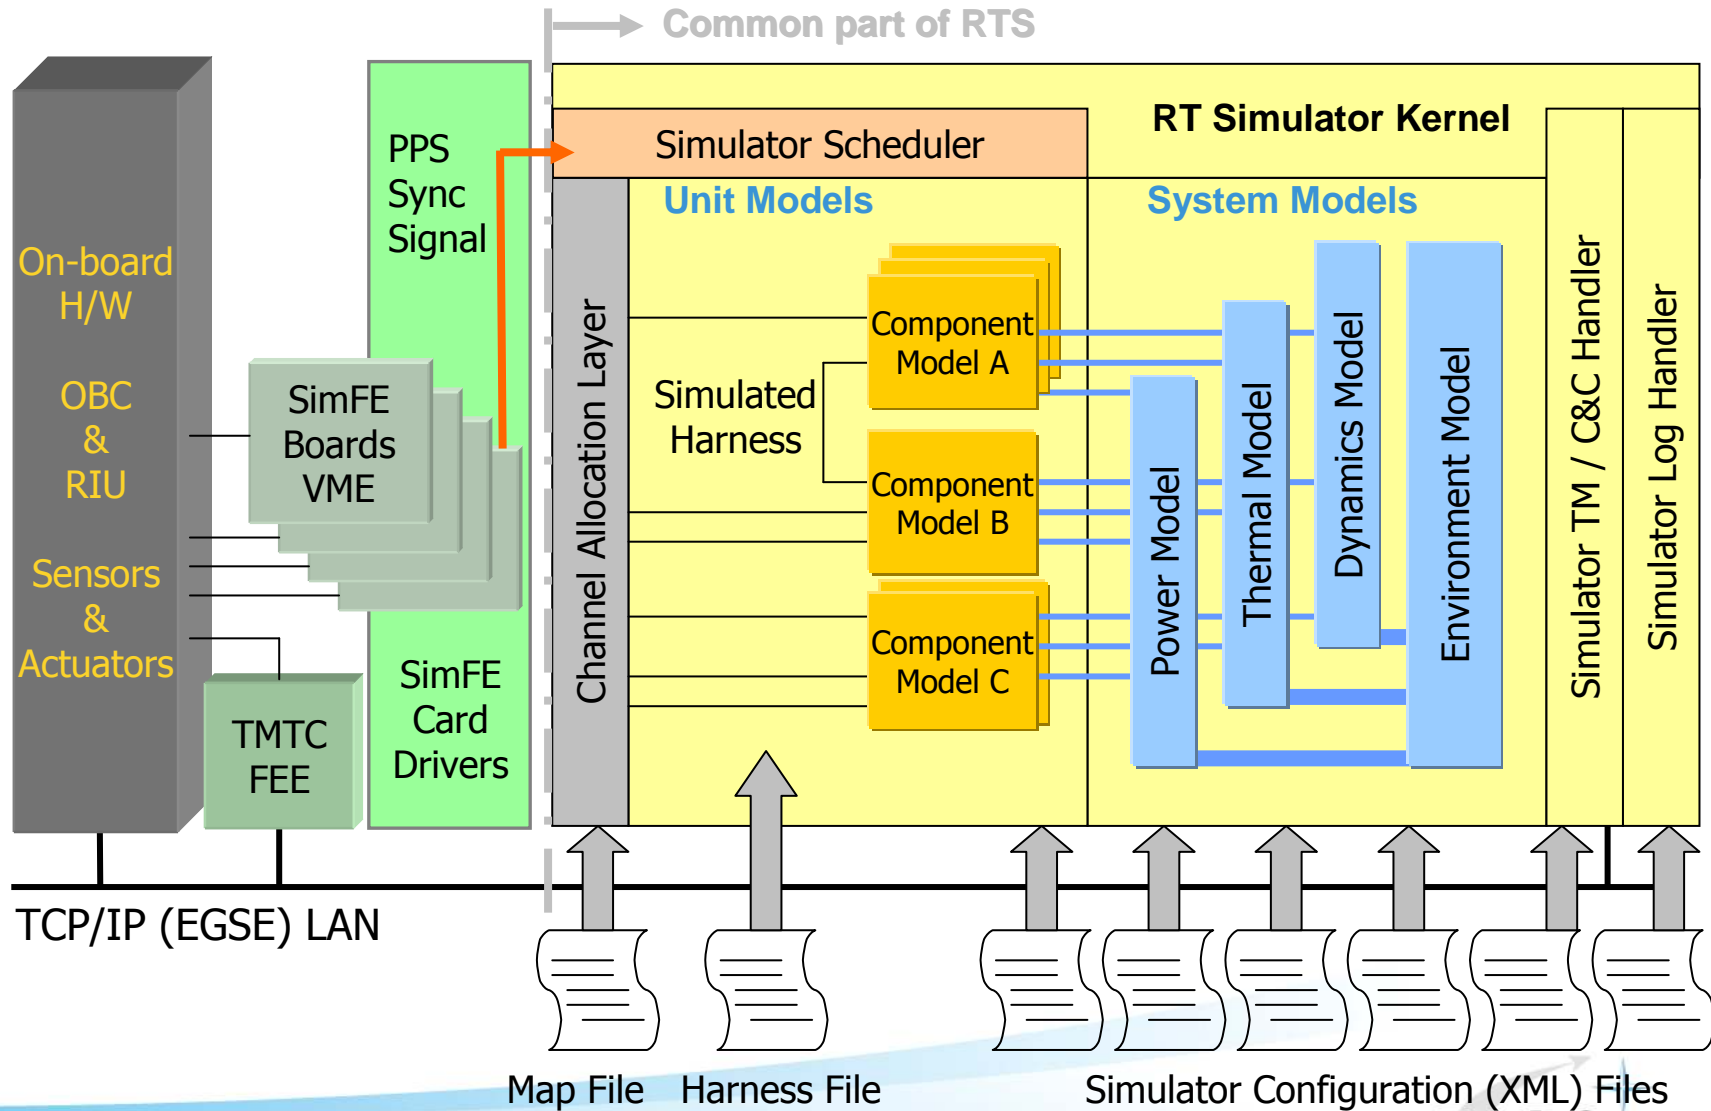 Common part of RTS
On-board
H/W
OBC
&
RIU
Sensors
&
Actuators
SimFE
Boards
VME
TMTC
FEE
PPS
Sync
Signal
SimFE
Card
Drivers
RT Simulator Kernel
Simulator Scheduler
Channel Allocation Layer
Unit Models
Simulated
Harness
Component
Model A
Component
Model B
Component
Model C
System Models
Power Model
Thermal Model
Dynamics Model
Environment Model
Simulator TM / C&C Handler
Simulator Log Handler
TCP/IP (EGSE) LAN
Map File
Harness File
Simulator Configuration (XML) Files